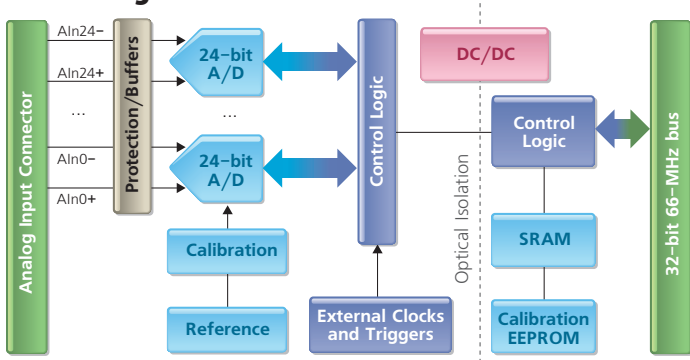 Analog Input Connector
AIn24–
AIn24+
...
AIn0–
AIn0+
Protection/Buffers
24-bit
A/D
...
24-bit
A/D
Calibration
Reference
Control Logic
External Clocks
and Triggers
DC/DC
Optical Isolation
Control
Logic
SRAM
Calibration
EEPROM
32-bit 66-MHz bus